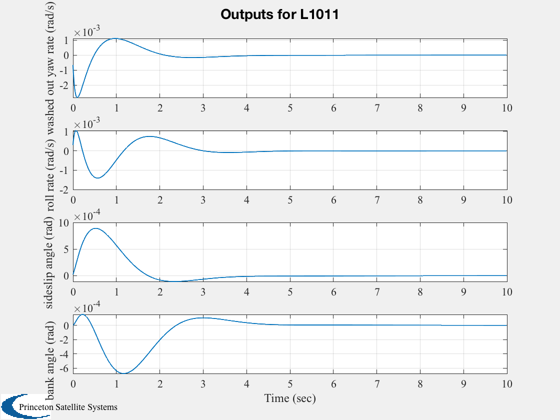 Outputs for L1011
×10⁻³
washed out yaw rate (rad/s)
1
0
-1
-2
0 1 2 3 4 5 6 7 8 9 10
×10⁻³
roll rate (rad/s)
1
0
-1
-2
0 1 2 3 4 5 6 7 8 9 10
×10⁻⁴
sideslip angle (rad)
10
5
0
0 1 2 3 4 5 6 7 8 9 10
×10⁻⁴
bank angle (rad)
0
-2
-4
-6
0 1 2 3 4 5 6 7 8 9 10
Time (sec)
Princeton Satellite Systems